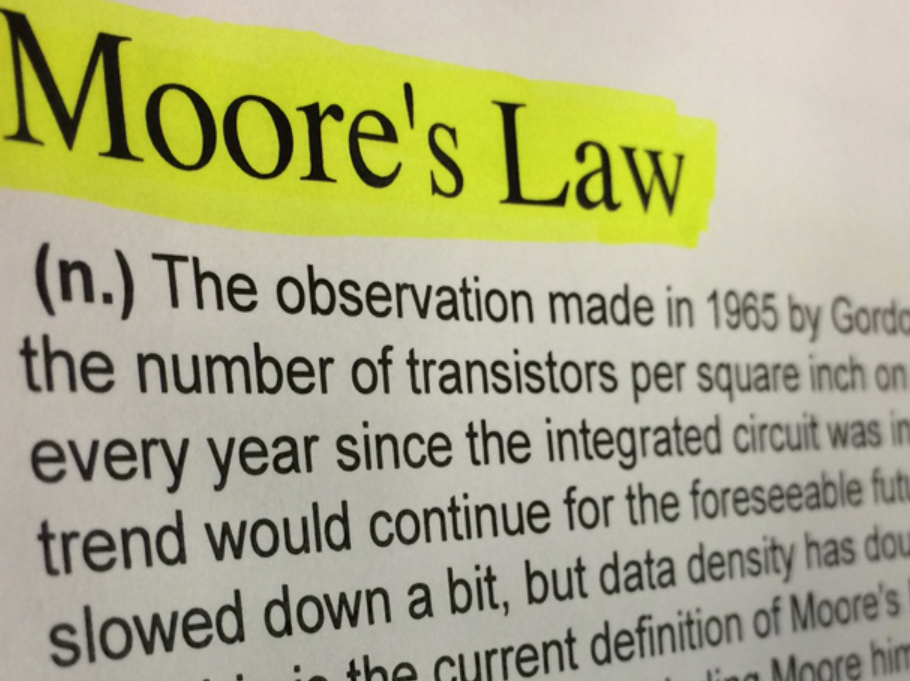 Moore's Law
(n.) The observation made in 1965 by Gordo
the number of transistors per square inch on
every year since the integrated circuit was in
trend would continue for the foreseeable futu
slowed down a bit, but data density has dou
is the current definition of Moore's
Moore him